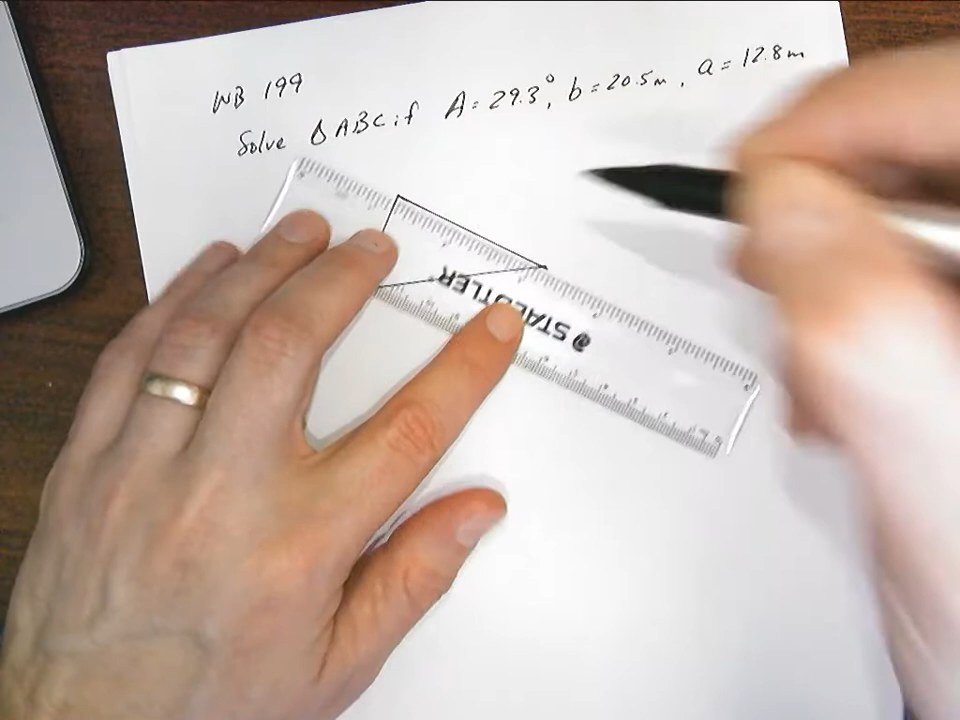 WB 199
Solve Δ ABC if A = 29.3°, b = 20.5m, a = 12.8m
STAEDTLER